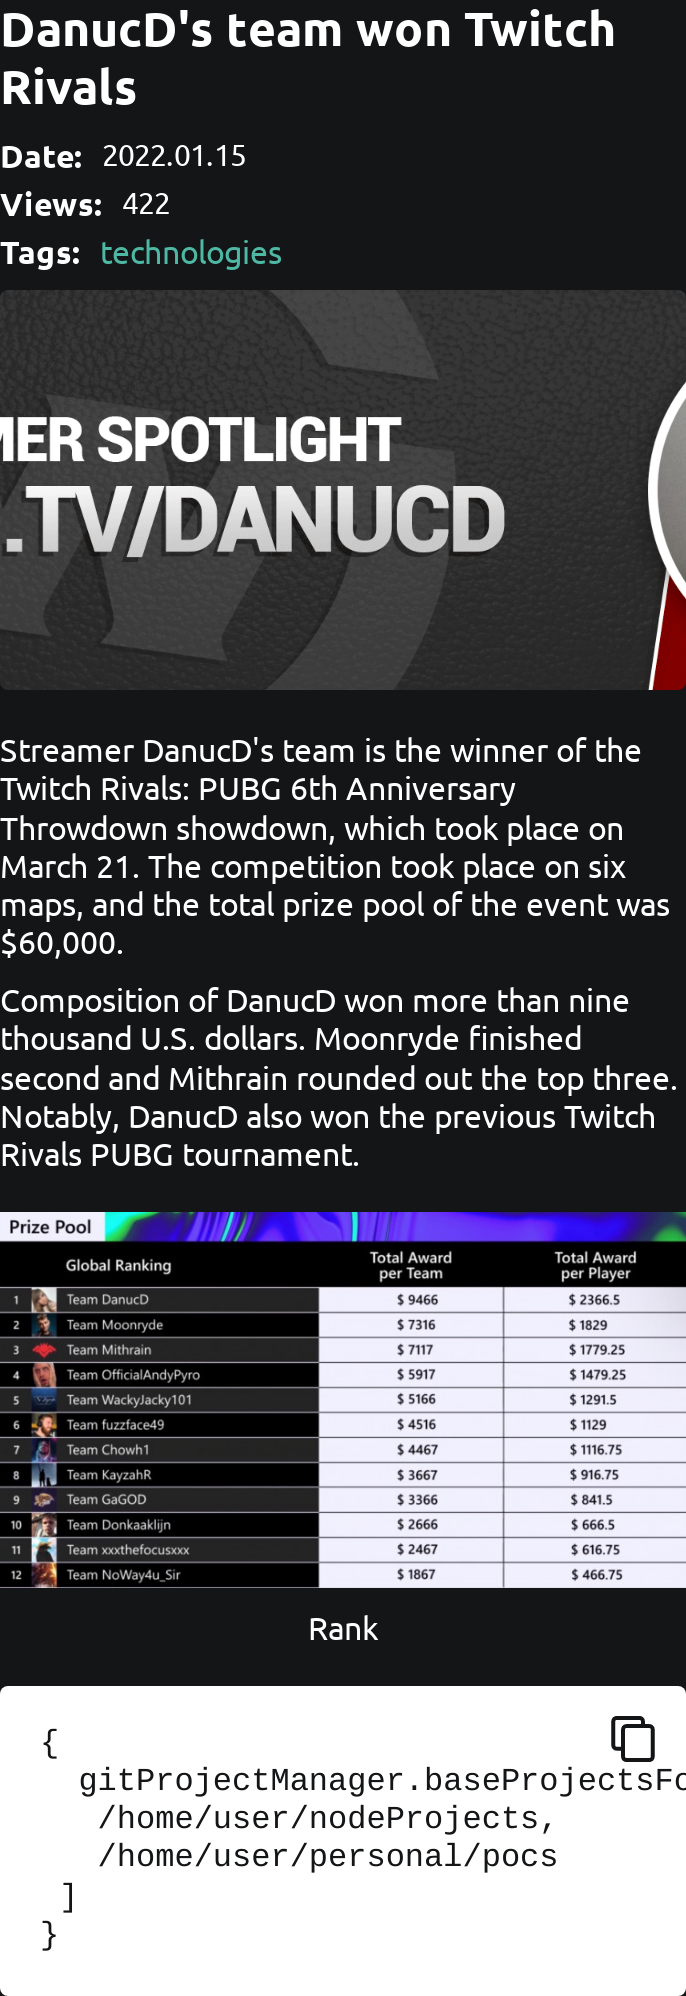 DanucD's team won Twitch
Rivals
Date: 2022.01.15
Views: 422
Tags: technologies
MER SPOTLIGHT
.TV/DANUCD
Streamer DanucD's team is the winner of the
Twitch Rivals: PUBG 6th Anniversary
Throwdown showdown, which took place on
March 21. The competition took place on six
maps, and the total prize pool of the event was
$60,000.
Composition of DanucD won more than nine
thousand U.S. dollars. Moonryde finished
second and Mithrain rounded out the top three.
Notably, DanucD also won the previous Twitch
Rivals PUBG tournament.
Prize Pool
Global Ranking Total Award per Team Total Award per Player
1 Team DanucD $ 9466 $ 2366.5
2 Team Moonryde $ 7316 $ 1829
3 Team Mithrain $ 7117 $ 1779.25
4 Team OfficialAndyPyro $ 5917 $ 1479.25
5 Team WackyJacky101 $ 5166 $ 1291.5
6 Team fuzzface49 $ 4516 $ 1129
7 Team Chowh1 $ 4467 $ 1116.75
8 Team KayzahR $ 3667 $ 916.75
9 Team GaGOD $ 3366 $ 841.5
10 Team Donkaaklijn $ 2666 $ 666.5
11 Team xxxthefocusxxx $ 2467 $ 616.75
12 Team NoWay4u_Sir $ 1867 $ 466.75
Rank
{
gitProjectManager.baseProjectsFo
/home/user/nodeProjects,
/home/user/personal/pocs
]
}